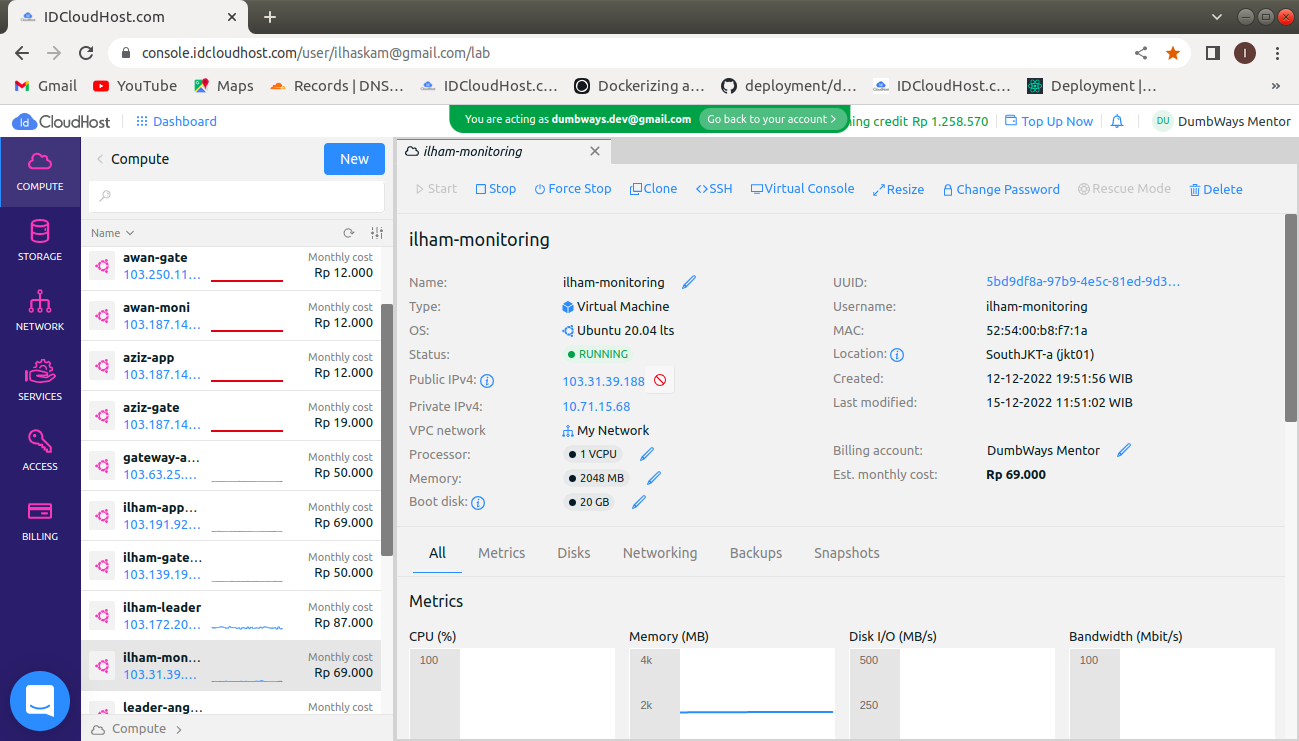 IDCloudHost.com
console.idcloudhost.com/user/ilhaskam@gmail.com/lab
I
Gmail
YouTube
Maps
Records | DNS...
IDCloudHost.c...
Dockerizing a...
deployment/d...
IDCloudHost.c...
Deployment |...
Id CloudHost
Dashboard
You are acting as dumbways.dev@gmail.com
Go back to your account >
ning credit Rp 1.258.570
Top Up Now
DU
DumbWays Mentor
COMPUTE
STORAGE
NETWORK
SERVICES
ACCESS
BILLING
Compute
New
Name
awan-gate
Monthly cost
103.250.11...
Rp 12.000
awan-moni
Monthly cost
103.187.14...
Rp 12.000
aziz-app
Monthly cost
103.187.14...
Rp 12.000
aziz-gate
Monthly cost
103.187.14...
Rp 19.000
gateway-a...
Monthly cost
103.63.25....
Rp 50.000
ilham-app...
Monthly cost
103.191.92...
Rp 69.000
ilham-gate...
Monthly cost
103.139.19...
Rp 50.000
ilham-leader
Monthly cost
103.172.20...
Rp 87.000
ilham-mon...
Monthly cost
103.31.39....
Rp 69.000
leader-ang...
Monthly cost
Compute
ilham-monitoring
Start
Stop
Force Stop
Clone
SSH
Virtual Console
Resize
Change Password
Rescue Mode
Delete
ilham-monitoring
Name: ilham-monitoring
Type: Virtual Machine
OS: Ubuntu 20.04 lts
Status: RUNNING
Public IPv4: 103.31.39.188
Private IPv4: 10.71.15.68
VPC network My Network
Processor: 1 VCPU
Memory: 2048 MB
Boot disk: 20 GB
UUID: 5bd9df8a-97b9-4e5c-81ed-9d3...
Username: ilham-monitoring
MAC: 52:54:00:b8:f7:1a
Location: SouthJKT-a (jkt01)
Created: 12-12-2022 19:51:56 WIB
Last modified: 15-12-2022 11:51:02 WIB
Billing account: DumbWays Mentor
Est. monthly cost: Rp 69.000
All
Metrics
Disks
Networking
Backups
Snapshots
Metrics
CPU (%)
100
Memory (MB)
4k
2k
Disk I/O (MB/s)
500
250
Bandwidth (Mbit/s)
100